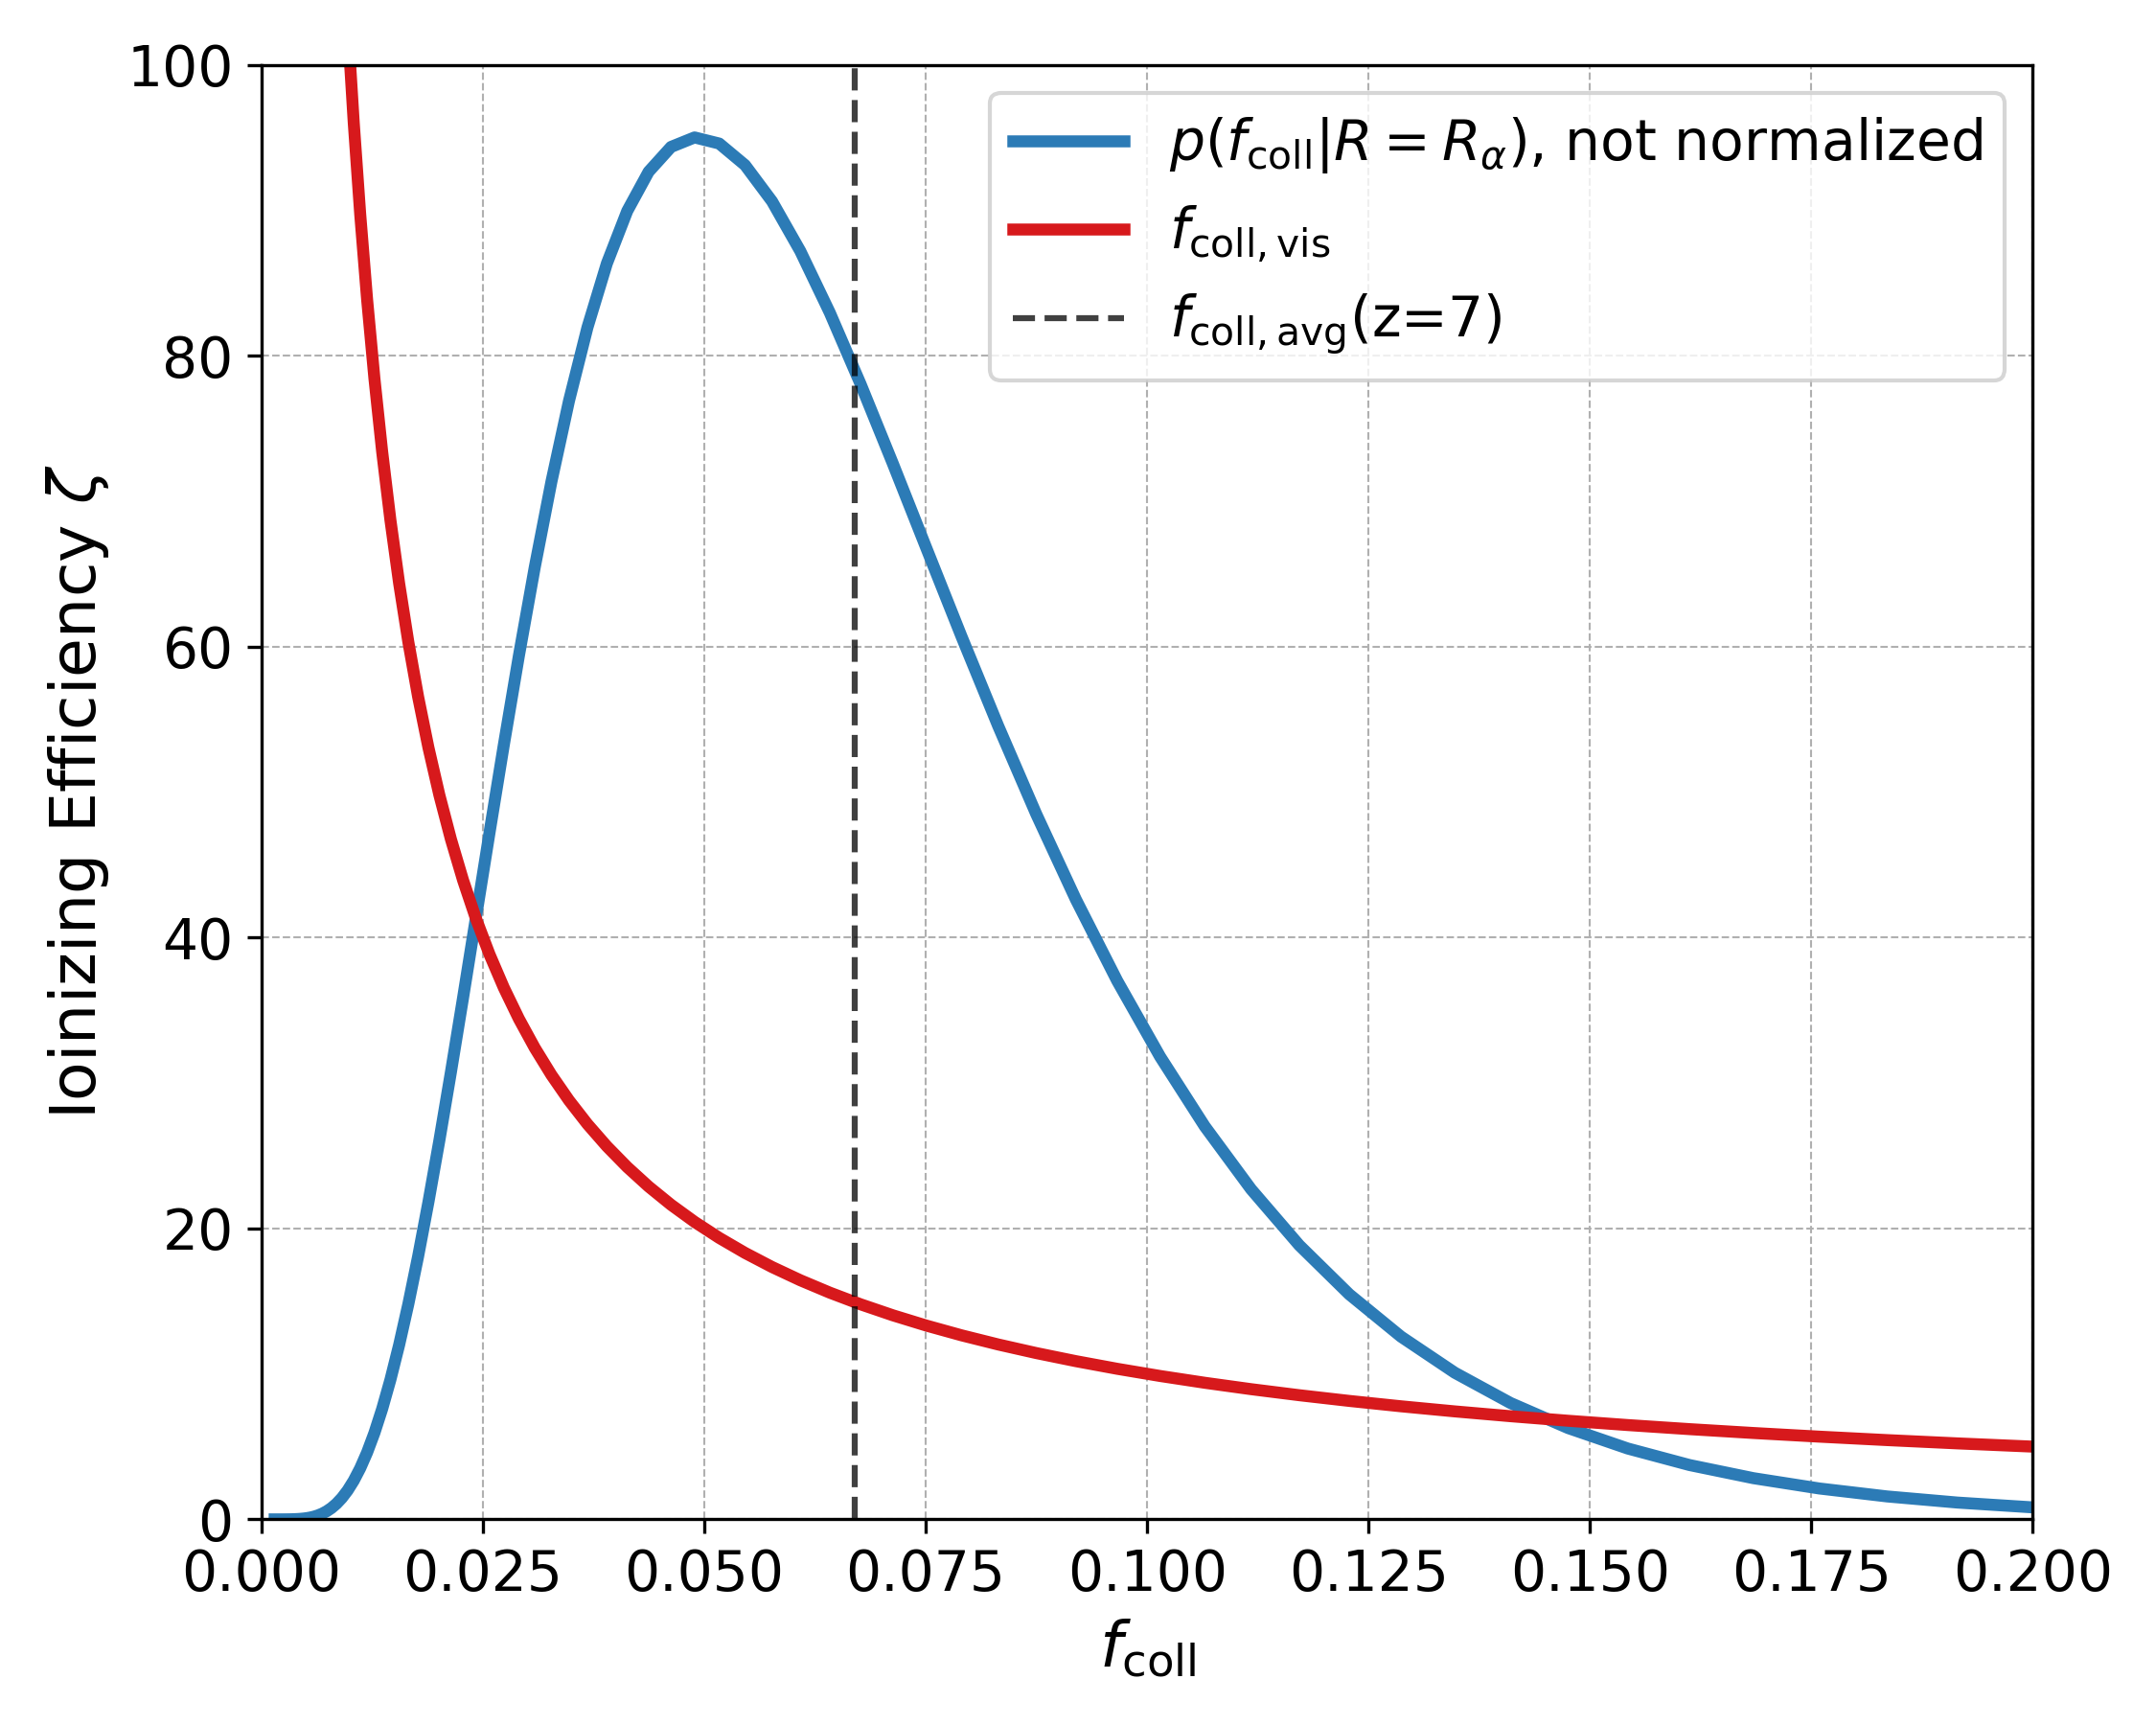 100
80
60
40
20
0
Ioinizing Efficiency ζ
p(f_coll|R = R_α), not normalized
f_coll, vis
f_coll, avg(z=7)
0.000 0.025 0.050 0.075 0.100 0.125 0.150 0.175 0.200
f_coll